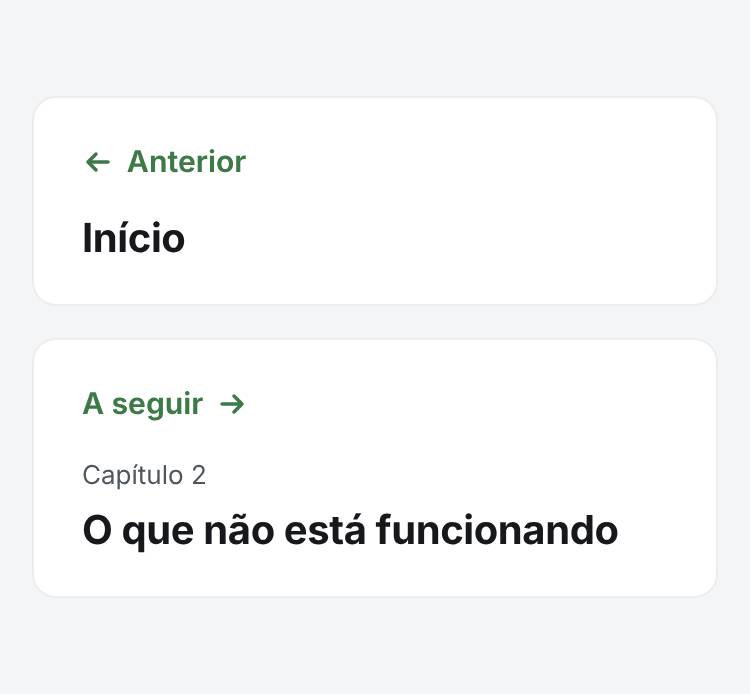 ← Anterior
Início
A seguir →
Capítulo 2
O que não está funcionando